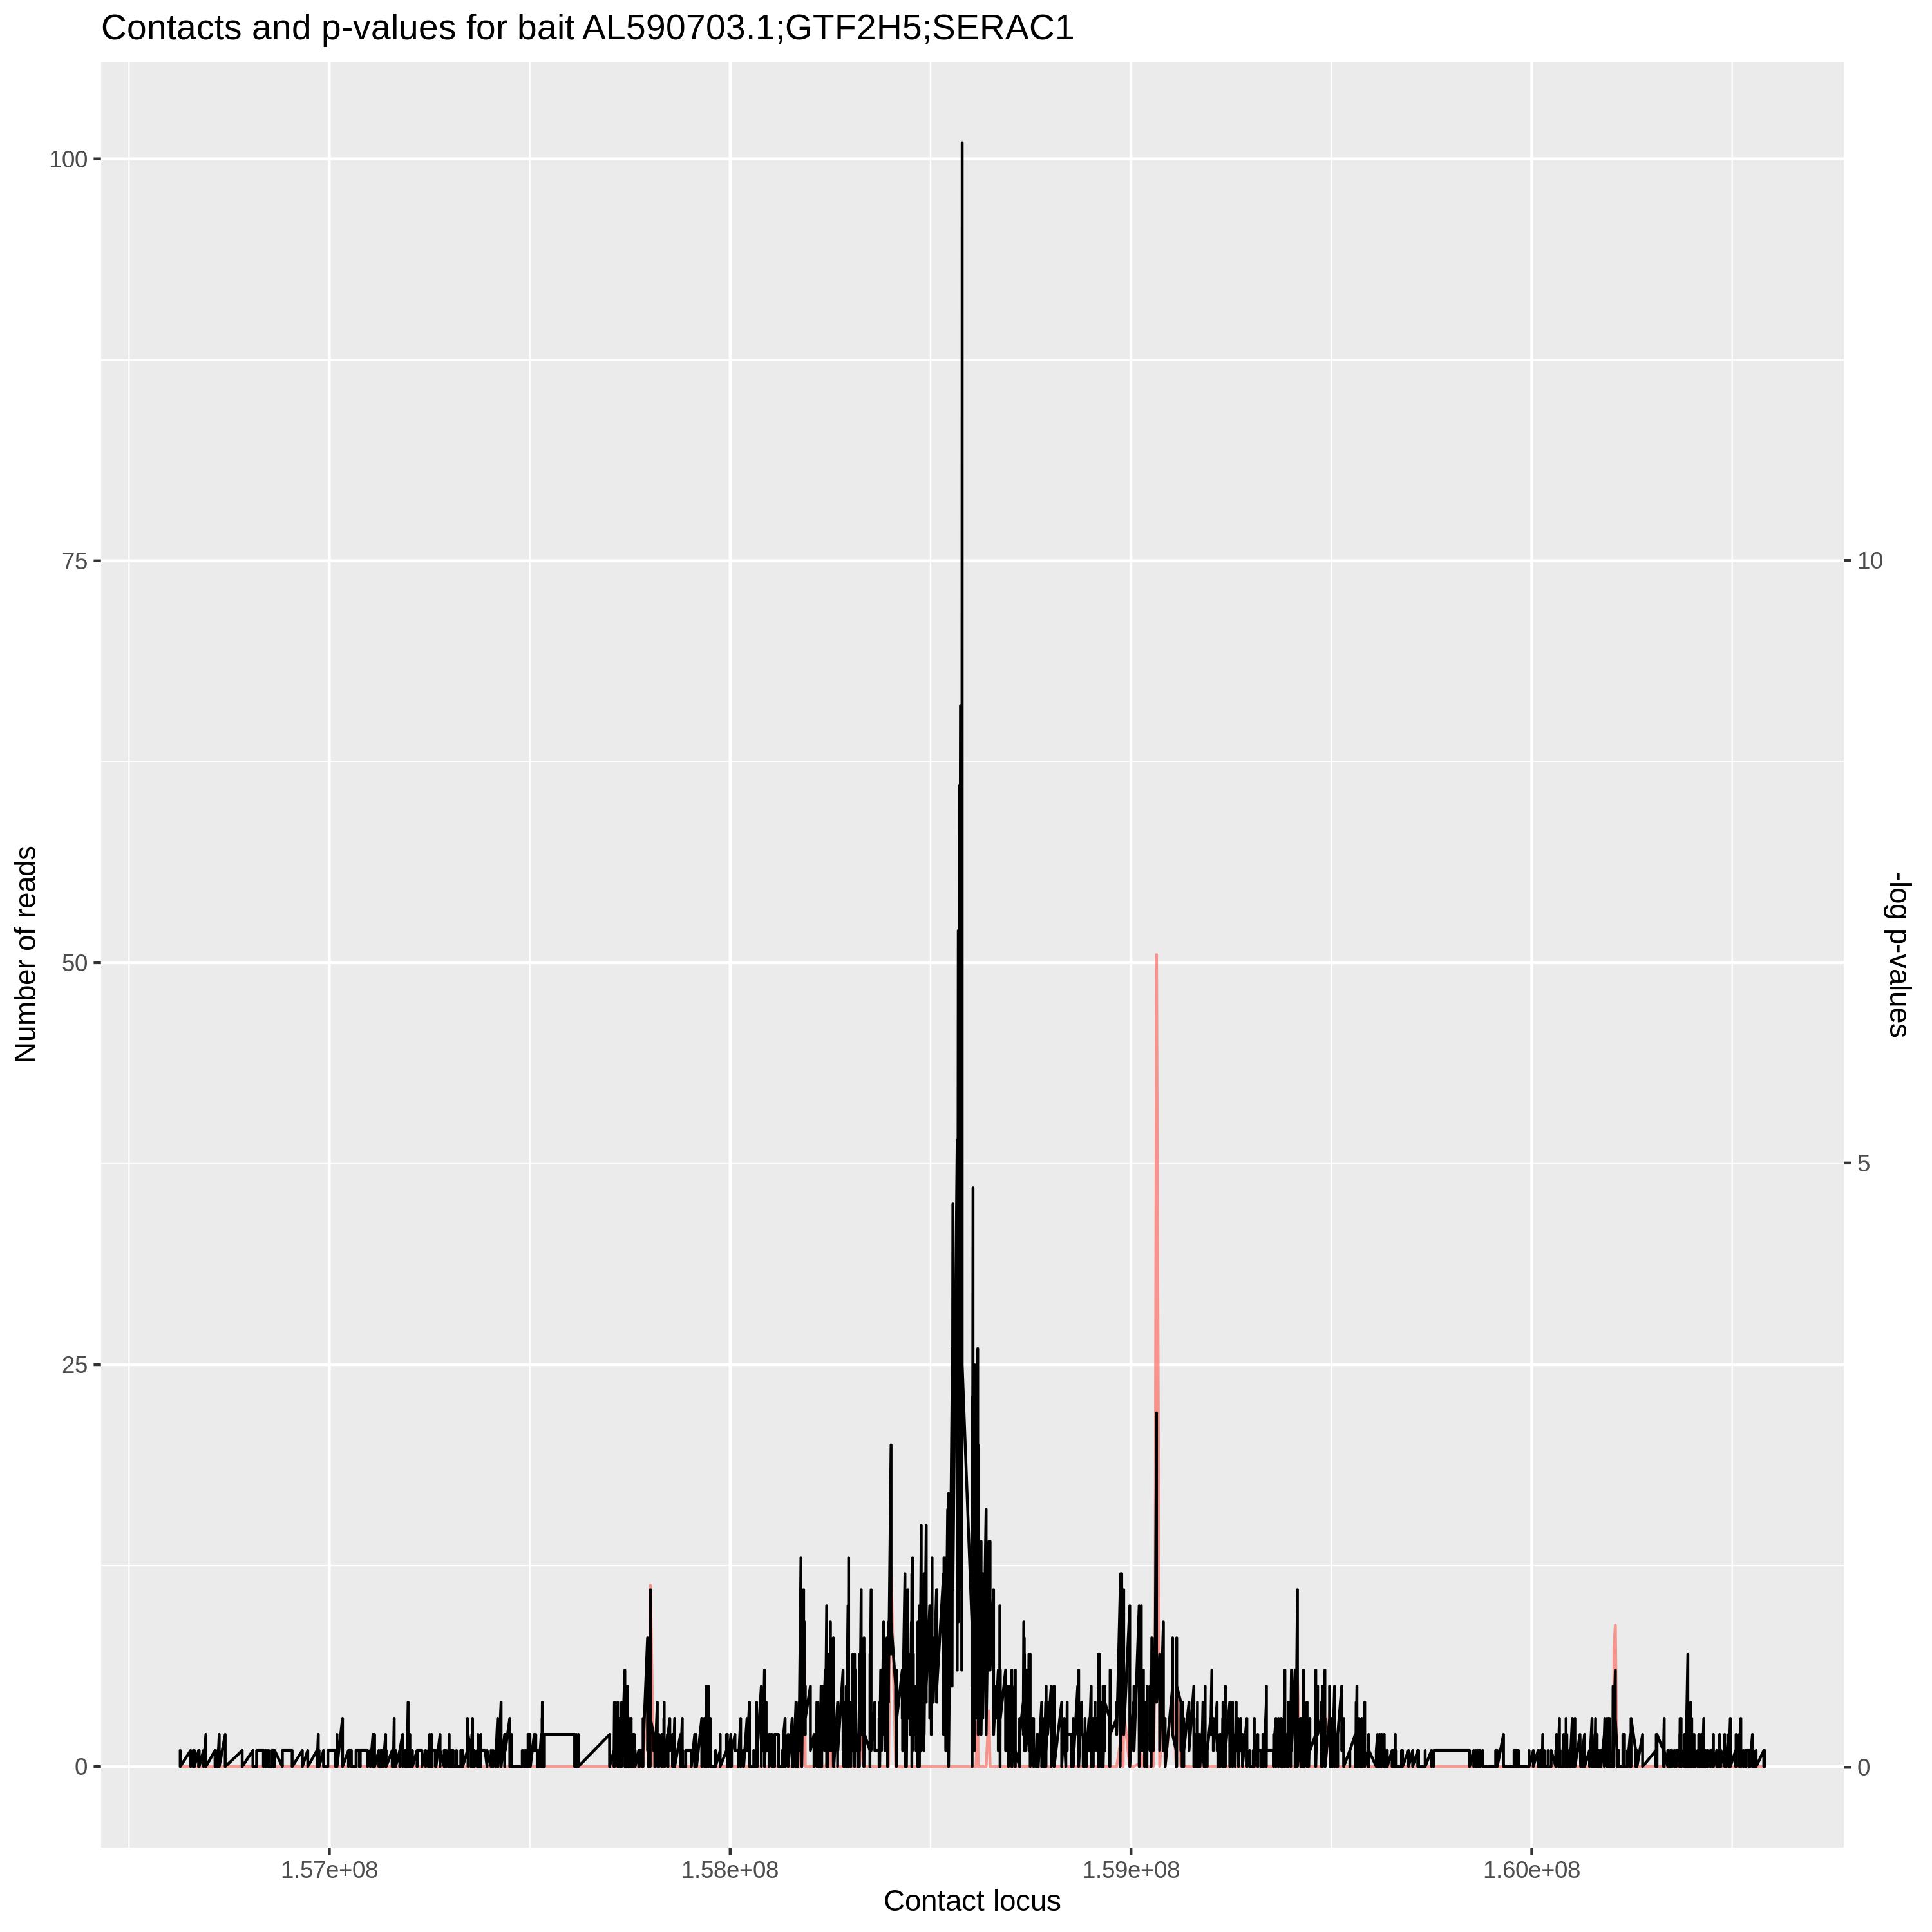 Contacts and p-values for bait AL590703.1;GTF2H5;SERAC1
100
75
50
25
0
Number of reads
10
5
0
-log p-values
1.57e+08
1.58e+08
1.59e+08
1.60e+08
Contact locus